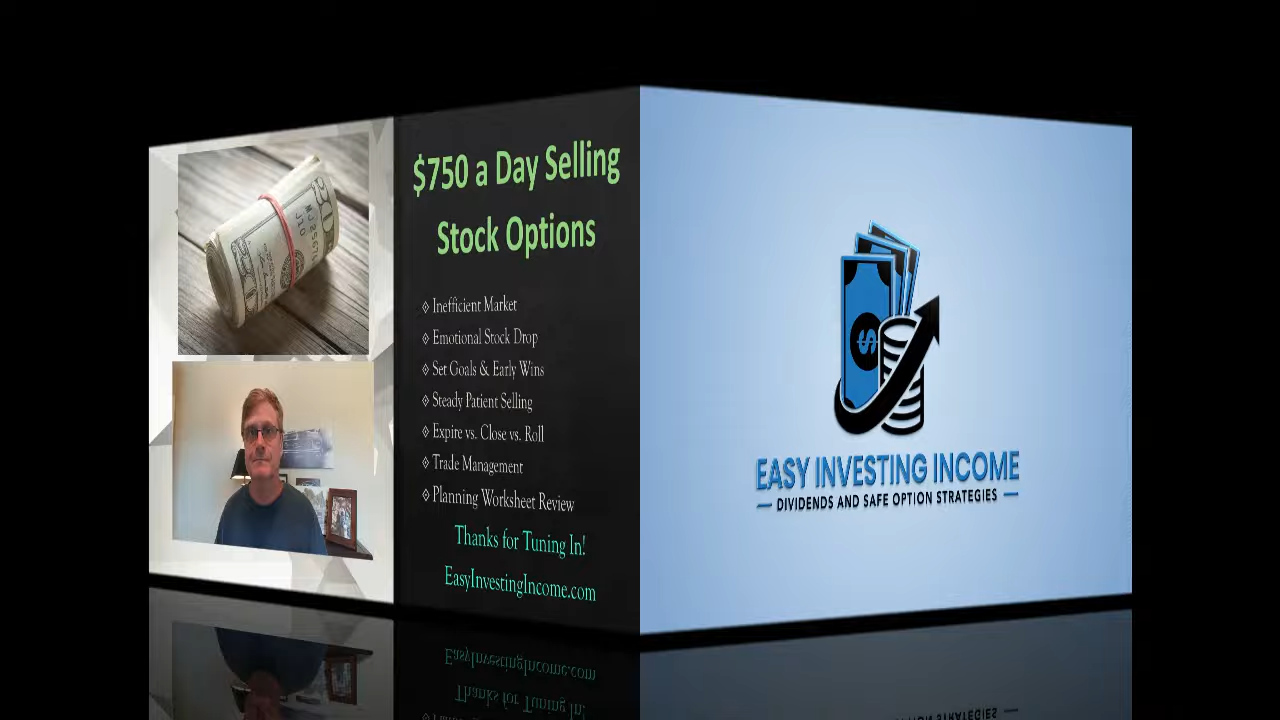 $750 a Day Selling
Stock Options
Inefficient Market
Emotional Stock Drop
Set Goals & Early Wins
Steady Patient Selling
Expire vs. Close vs. Roll
Trade Management
Planning Worksheet Review
Thanks for Tuning In!
EasyInvestingIncome.com
$
EASY INVESTING INCOME
DIVIDENDS AND SAFE OPTION STRATEGIES